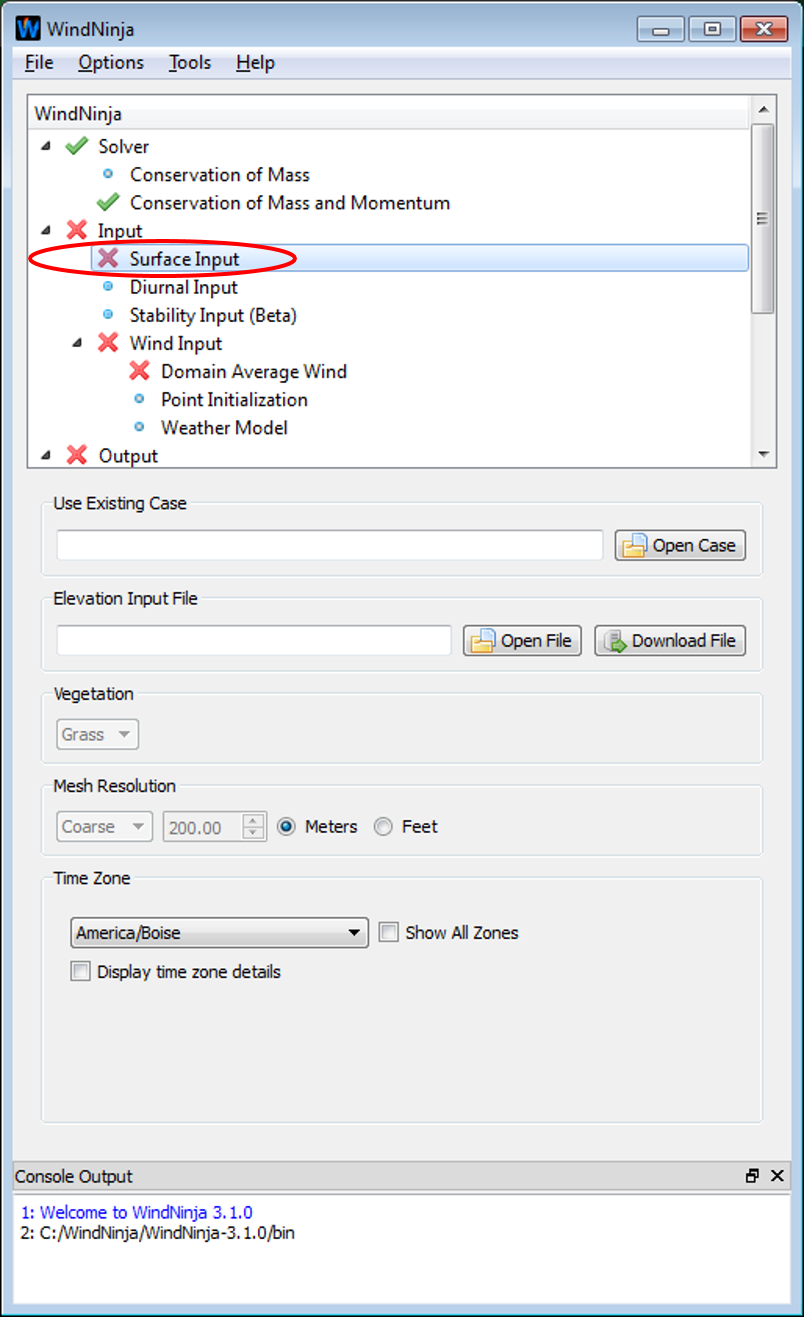 WindNinja
File Options Tools Help
WindNinja
Solver
Conservation of Mass
Conservation of Mass and Momentum
Input
Surface Input
Diurnal Input
Stability Input (Beta)
Wind Input
Domain Average Wind
Point Initialization
Weather Model
Output
Use Existing Case
Open Case
Elevation Input File
Open File Download File
Vegetation
Grass
Mesh Resolution
Coarse 200.00 Meters Feet
Time Zone
America/Boise Show All Zones
Display time zone details
Console Output
1: Welcome to WindNinja 3.1.0
2: C:/WindNinja/WindNinja-3.1.0/bin